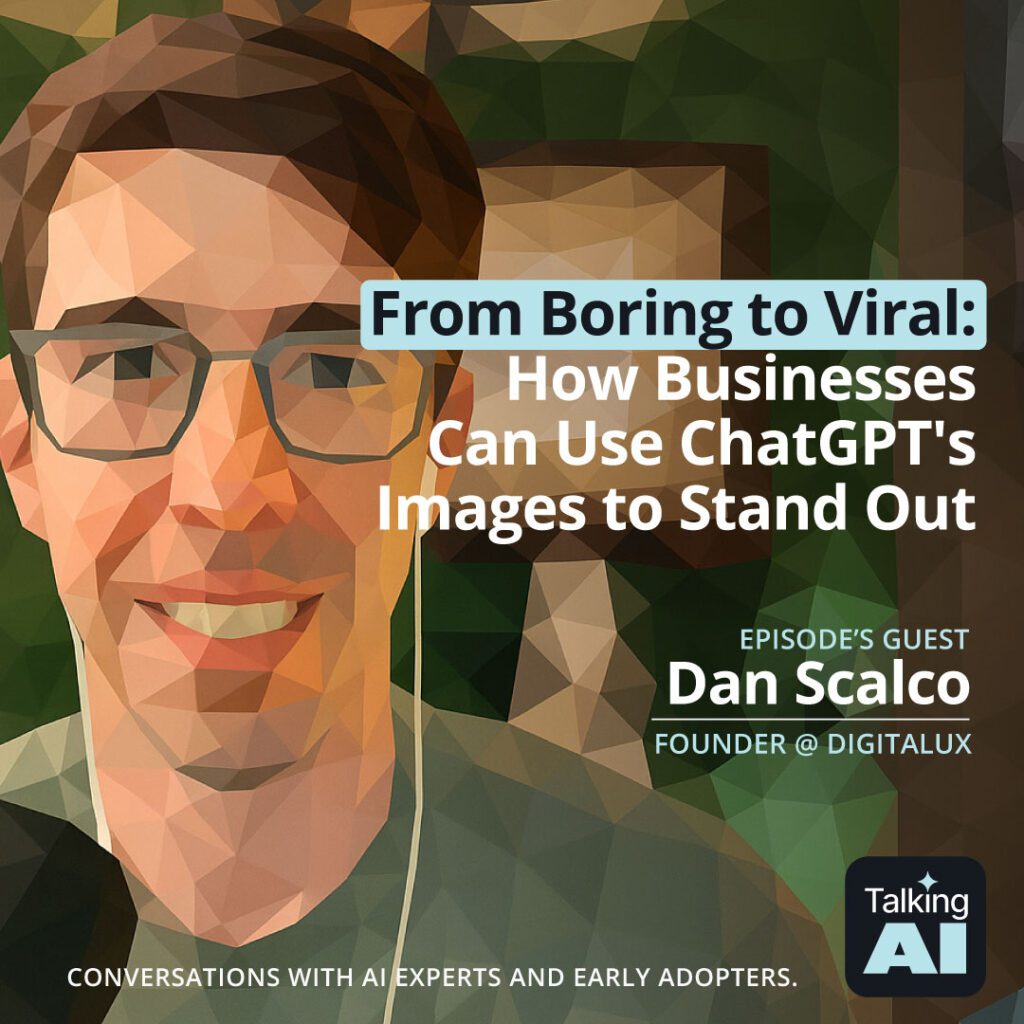 From Boring to Viral:
How Businesses
Can Use ChatGPT's
Images to Stand Out
EPISODE’S GUEST
Dan Scalco
FOUNDER @ DIGITALUX
Talking
AI
CONVERSATIONS WITH AI EXPERTS AND EARLY ADOPTERS.